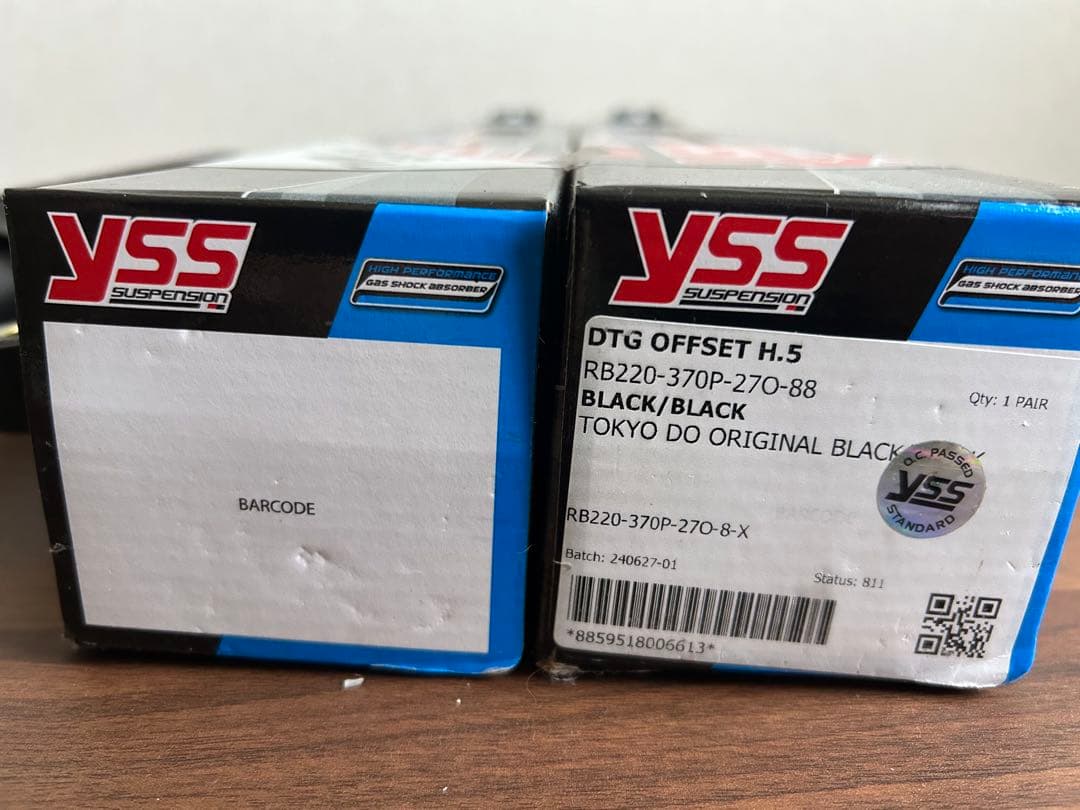 YSS
SUSPENSION
HIGH PERFORMANCE
GAS SHOCK ABSORBER
BARCODE
YSS
SUSPENSION
HIGH PERFORMANCE
GAS SHOCK ABSORBER
DTG OFFSET H.5
RB220-370P-27O-88
Qty: 1 PAIR
BLACK/BLACK
TOKYO DO ORIGINAL BLACK
Q.C. PASSED
YSS
STANDARD
RB220-370P-27O-8-X
Batch: 240627-01
Status: 811
*8859518006613*